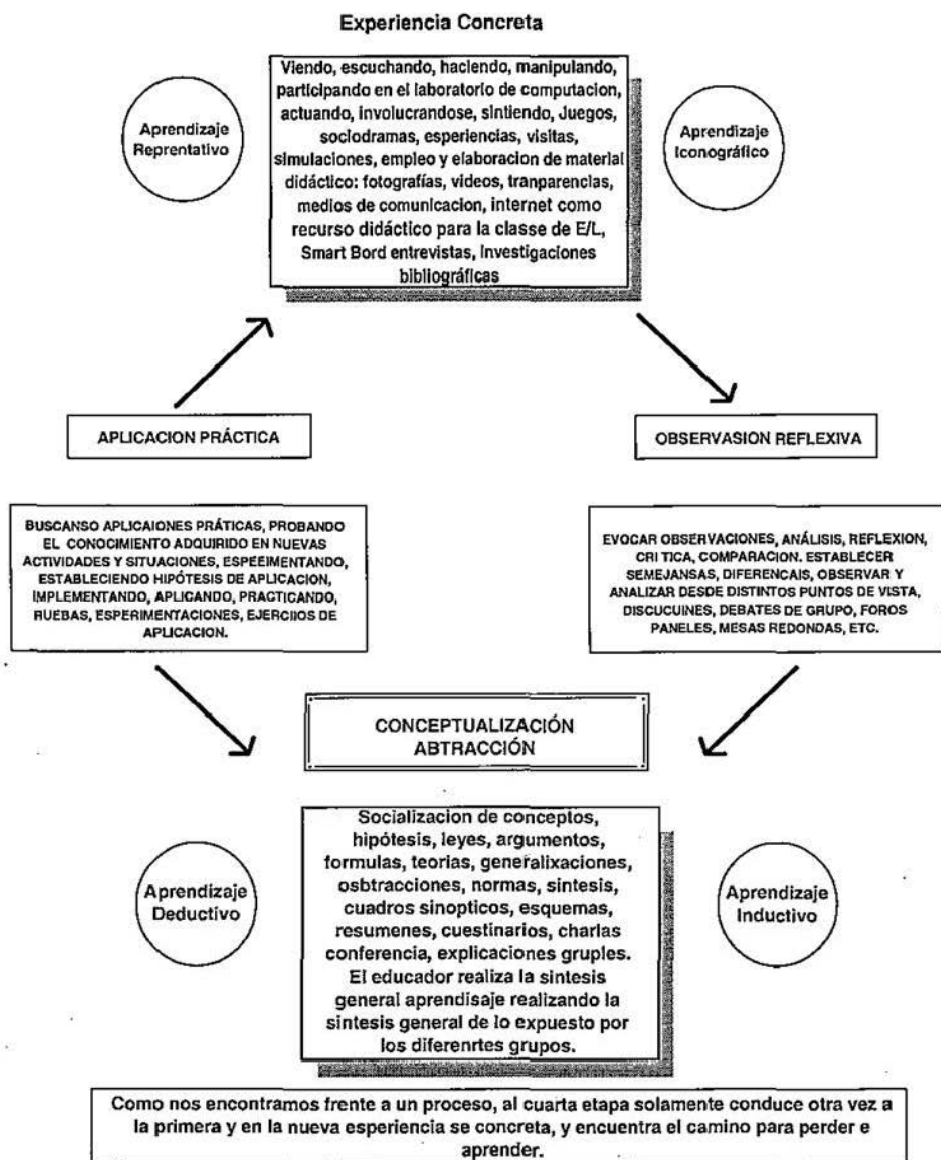 Experiencia Concreta
Viendo, escuchando, haciendo, manipulando,
participando en el laboratorio de computacion,
actuando, involucrandose, sintiendo, Juegos,
sociodramas, esperiencias, visitas,
simulaciones, empleo y elaboracion de material
didáctico: fotografías, videos, tranparencias,
medios de comunicacion, internet como
recurso didáctico para la classe de E/L,
Smart Bord entrevistas, investigaciones
bibliográficas
Aprendizaje
Reprentativo
Aprendizaje
Iconográfico
APLICACION PRÁCTICA
OBSERVASION REFLEXIVA
BUSCANSO APLICAIONES PRÁTICAS, PROBANDO
EL CONOCIMIENTO ADQUIRIDO EN NUEVAS
ACTIVIDADES Y SITUACIONES, ESPEEIMENTANDO,
ESTABLECIENDO HIPÓTESIS DE APLICACION,
IMPLEMENTANDO, APLICANDO, PRACTICANDO,
RUEBAS, ESPERIMENTACIONES, EJERCIIOS DE
APLICACION.
EVOCAR OBSERVACIONES, ANÁLISIS, REFLEXION,
CRITICA, COMPARACION. ESTABLECER
SEMEJANSAS, DIFERENCAIS, OBSERVAR Y
ANALIZAR DESDE DISTINTOS PUNTOS DE VISTA,
DISCUCUINES, DEBATES DE GRUPO, FOROS
PANELES, MESAS REDONDAS, ETC.
CONCEPTUALIZACIÓN
ABTRACCIÓN
Aprendizaje
Deductivo
Socializacion de conceptos,
hipótesis, leyes, argumentos,
formulas, teorias, generalixaciones,
osbtracciones, normas, sintesis,
cuadros sinopticos, esquemas,
resumenes, cuestinarios, charlas
conferencia, explicaciones gruples.
El educador realiza la sintesis
general aprendisaje realizando la
sintesis general de lo expuesto por
los diferenrtes grupos.
Aprendizaje
Inductivo
Como nos encontramos frente a un proceso, al cuarta etapa solamente conduce otra vez a
la primera y en la nueva esperiencia se concreta, y encuentra el camino para perder e
aprender.